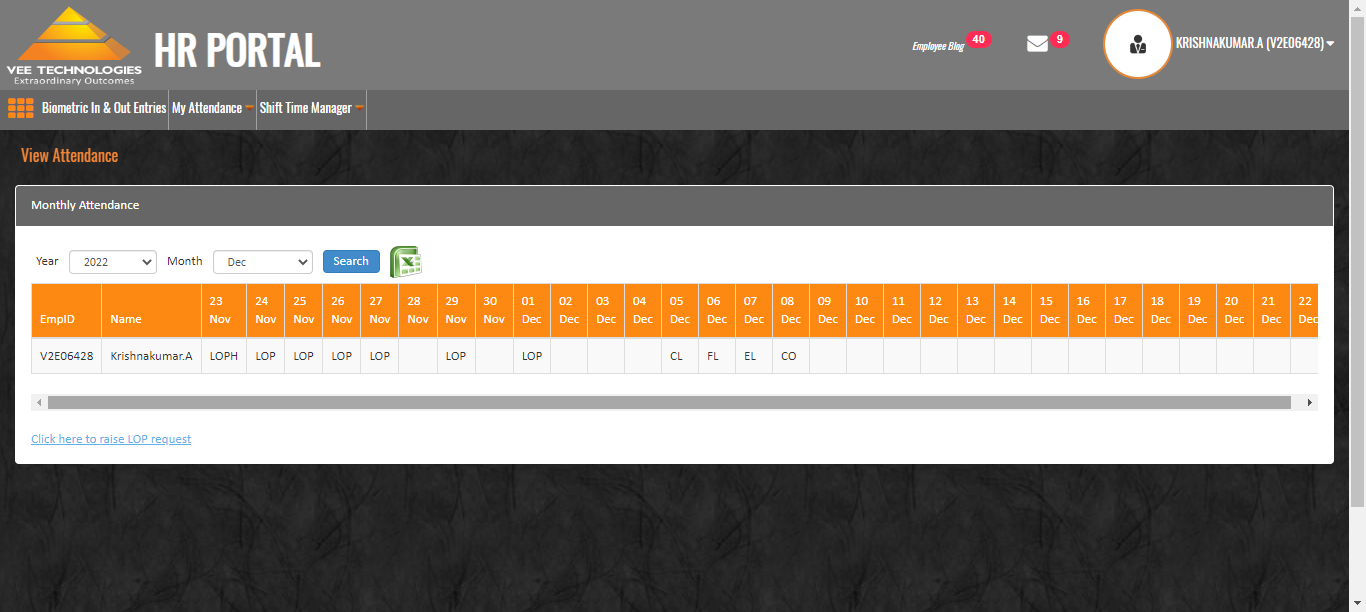 VEE TECHNOLOGIES
Extraordinary Outcomes
HR PORTAL
Employee Blog 40
9
KRISHNAKUMAR.A (V2E06428)
Biometric In & Out Entries My Attendance Shift Time Manager
View Attendance
Monthly Attendance
Year 2022 Month Dec Search
EmpID Name 23 Nov 24 Nov 25 Nov 26 Nov 27 Nov 28 Nov 29 Nov 30 Nov 01 Dec 02 Dec 03 Dec 04 Dec 05 Dec 06 Dec 07 Dec 08 Dec 09 Dec 10 Dec 11 Dec 12 Dec 13 Dec 14 Dec 15 Dec 16 Dec 17 Dec 18 Dec 19 Dec 20 Dec 21 Dec 22 Dec
V2E06428 Krishnakumar.A LOPH LOP LOP LOP LOP LOP LOP CL FL EL CO
Click here to raise LOP request